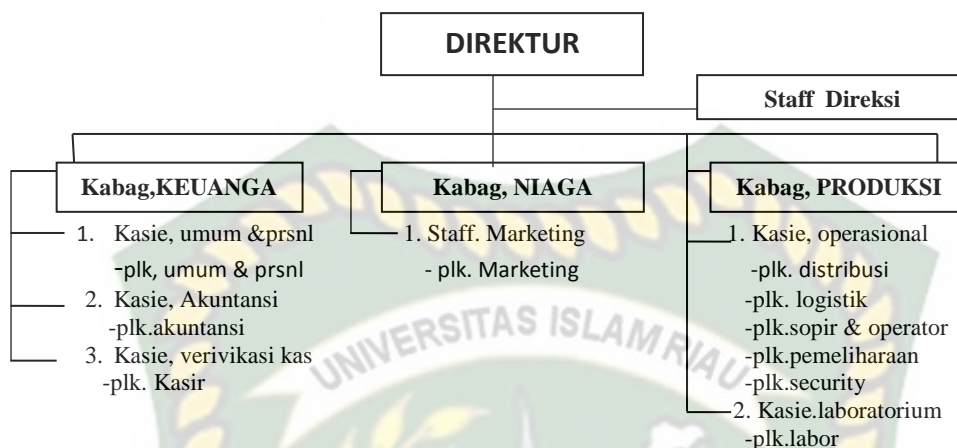 DIREKTUR
Staff Direksi
Kabag,KEUANGA
1. Kasie, umum &prsnl
-plk, umum & prsnl
2. Kasie, Akuntansi
-plk.akuntansi
3. Kasie, verivikasi kas
-plk. Kasir
Kabag, NIAGA
1. Staff. Marketing
- plk. Marketing
Kabag, PRODUKSI
1. Kasie, operasional
-plk. distribusi
-plk. logistik
-plk.sopir & operator
-plk.pemeliharaan
-plk.security
2. Kasie.laboratorium
-plk.labor
UNIVERSITAS ISLAM RIAU